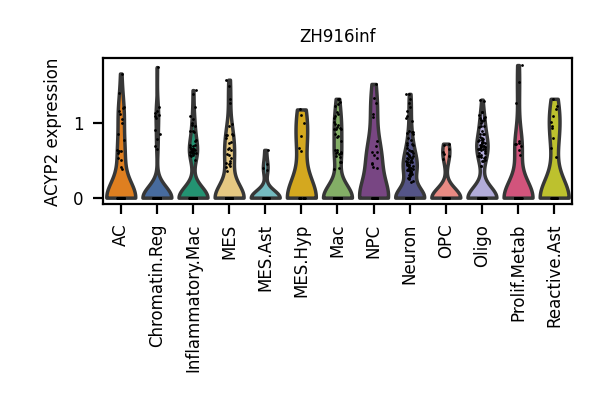 ZH916inf
ACYP2 expression
1
0
AC
Chromatin.Reg
Inflammatory.Mac
MES
MES.Ast
MES.Hyp
Mac
NPC
Neuron
OPC
Oligo
Prolif.Metab
Reactive.Ast